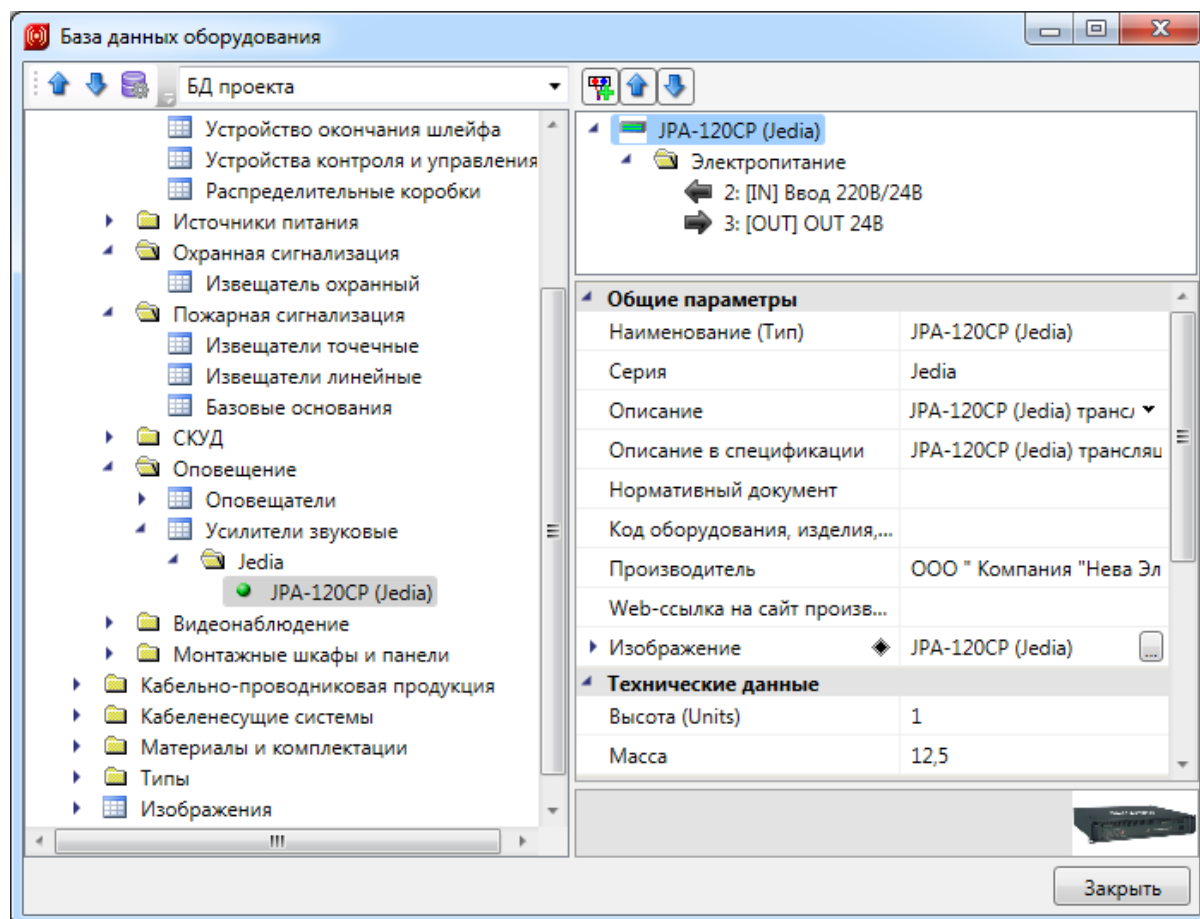 База данных оборудования
БД проекта
Устройство окончания шлейфа
Устройства контроля и управления
Распределительные коробки
Источники питания
Охранная сигнализация
Извещатель охранный
Пожарная сигнализация
Извещатели точечные
Извещатели линейные
Базовые основания
СКУД
Оповещение
Оповещатели
Усилители звуковые
Jedia
JPA-120CP (Jedia)
Видеонаблюдение
Монтажные шкафы и панели
Кабельно-проводниковая продукция
Кабеленесущие системы
Материалы и комплектации
Типы
Изображения
JPA-120CP (Jedia)
Электропитание
2: [IN] Ввод 220В/24В
3: [OUT] OUT 24В
Общие параметры
Наименование (Тип) JPA-120CP (Jedia)
Серия Jedia
Описание JPA-120CP (Jedia) транс
Описание в спецификации JPA-120CP (Jedia) трансляц
Нормативный документ
Код оборудования, изделия,...
Производитель ООО " Компания "Нева Эл
Web-ссылка на сайт произв...
Изображение JPA-120CP (Jedia) ...
Технические данные
Высота (Units) 1
Масса 12,5
Закрыть